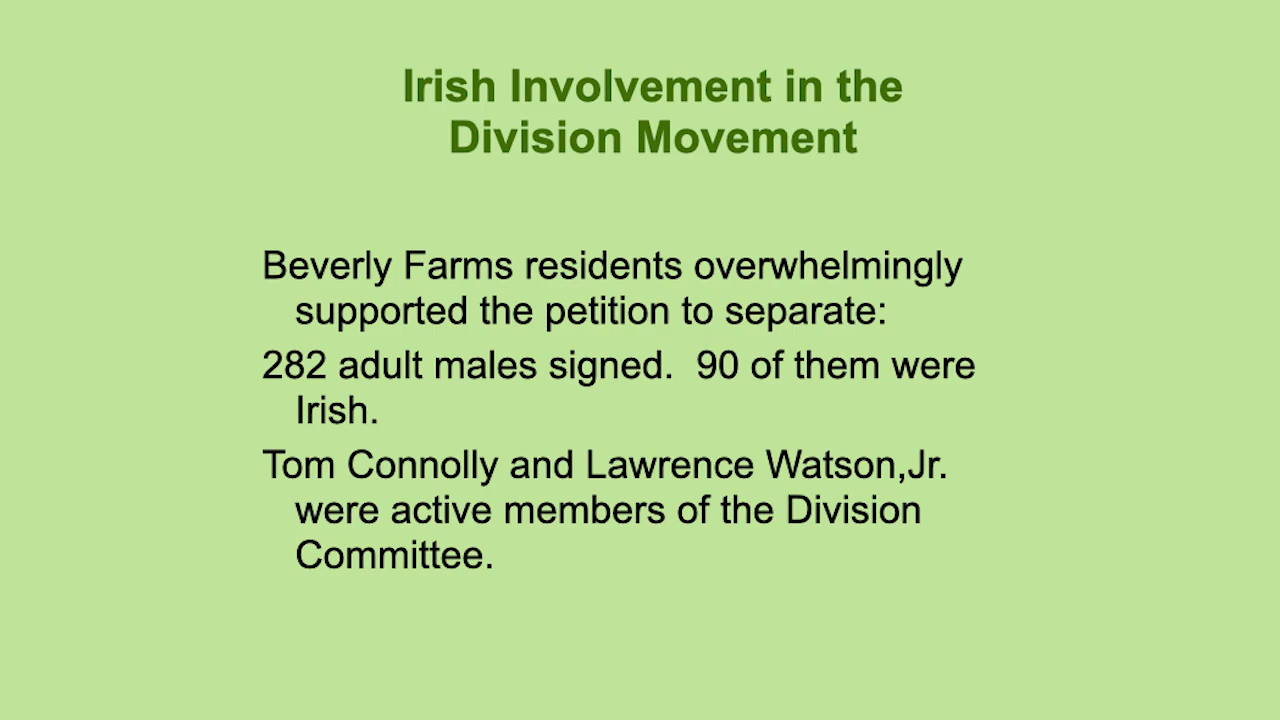 Irish Involvement in the
Division Movement
Beverly Farms residents overwhelmingly
supported the petition to separate:
282 adult males signed.  90 of them were
Irish.
Tom Connolly and Lawrence Watson,Jr.
were active members of the Division
Committee.